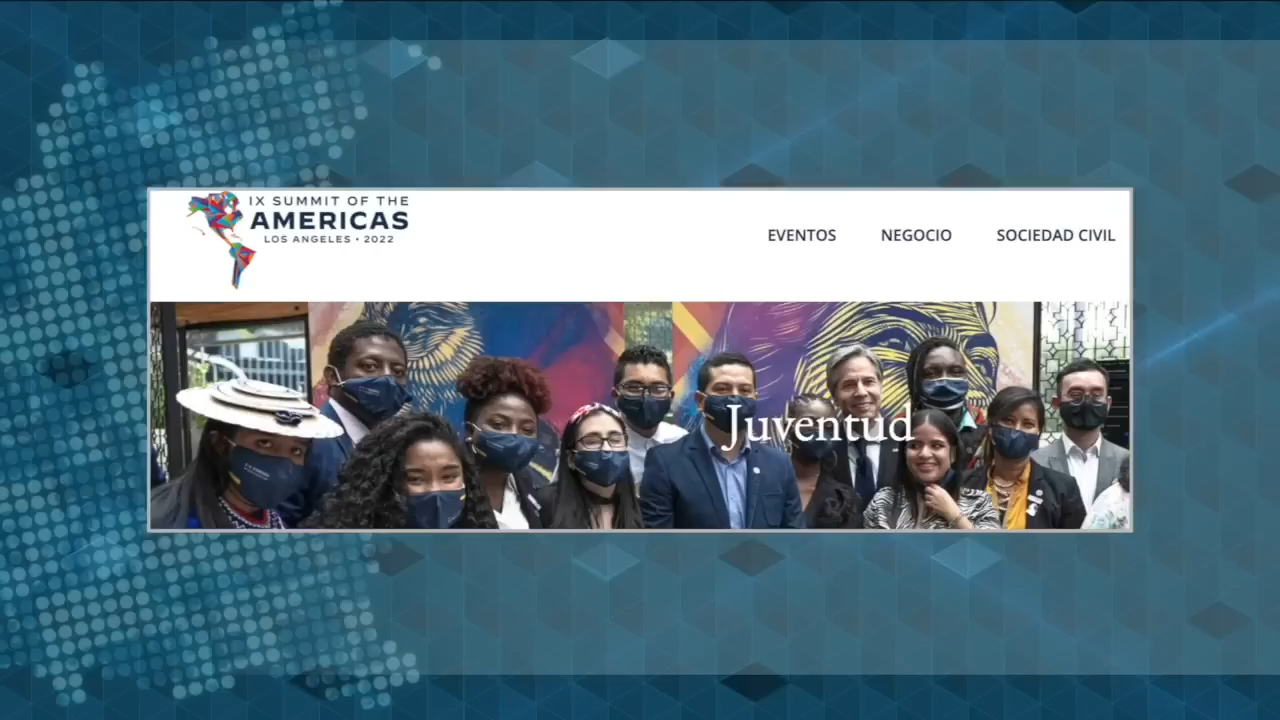 IX SUMMIT OF THE
AMERICAS
LOS ANGELES • 2022
EVENTOS
NEGOCIO
SOCIEDAD CIVIL
Juventud